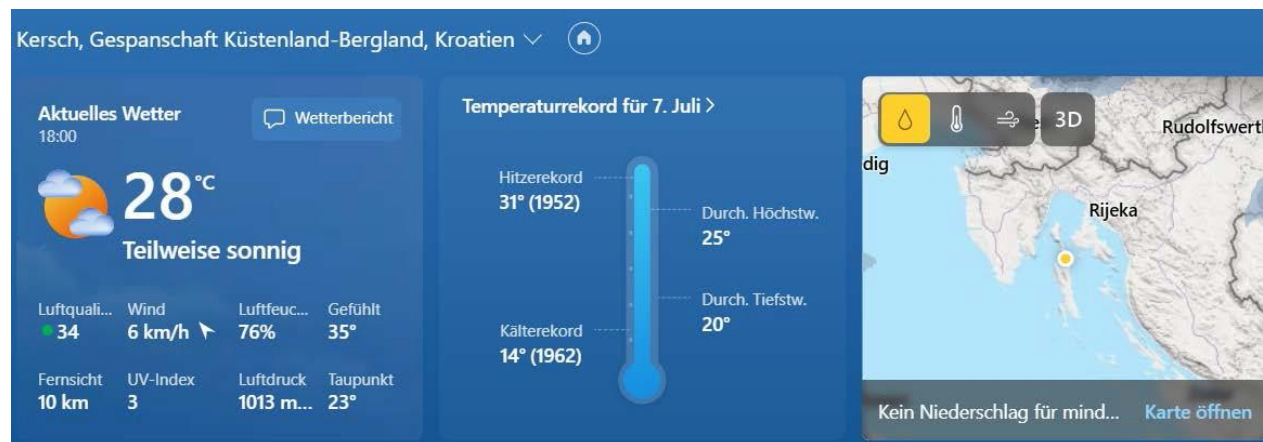 Kersch, Gespanschaft Küstenland-Bergland, Kroatien
Aktuelles Wetter
18:00
Wetterbericht
28°C
Teilweise sonnig
Luftquali... Wind Luftfeuc... Gefühlt
34 6 km/h 76% 35°
Fernsicht UV-Index Luftdruck Taupunkt
10 km 3 1013 m... 23°
Temperaturrekord für 7. Juli >
Hitzerekord
31° (1952)
Durch. Höchstw.
25°
Durch. Tiefstw.
20°
Kälterekord
14° (1962)
3D
Rudolfswert
dig
Rijeka
Kein Niederschlag für mind... Karte öffnen